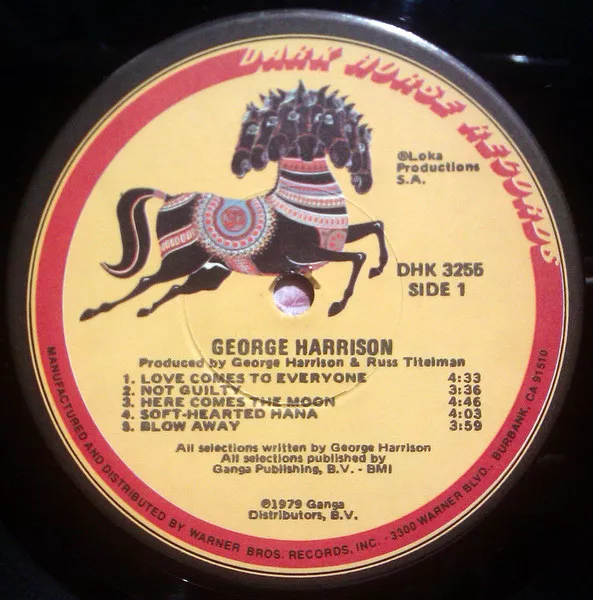 DARK HORSE RECORDS
℗Loka
Productions
S.A.
DHK 3255
SIDE 1
GEORGE HARRISON
Produced by George Harrison & Russ Titelman
1. LOVE COMES TO EVERYONE 4:33
2. NOT GUILTY 3:36
3. HERE COMES THE MOON 4:46
4. SOFT-HEARTED HANA 4:03
5. BLOW AWAY 3:59
All selections written by George Harrison
All selections published by
Ganga Publishing, B.V. - BMI
℗1979 Ganga
Distributors, B.V.
MANUFACTURED AND DISTRIBUTED BY WARNER BROS. RECORDS, INC. - 3300 WARNER BLVD., BURBANK, CA 91510